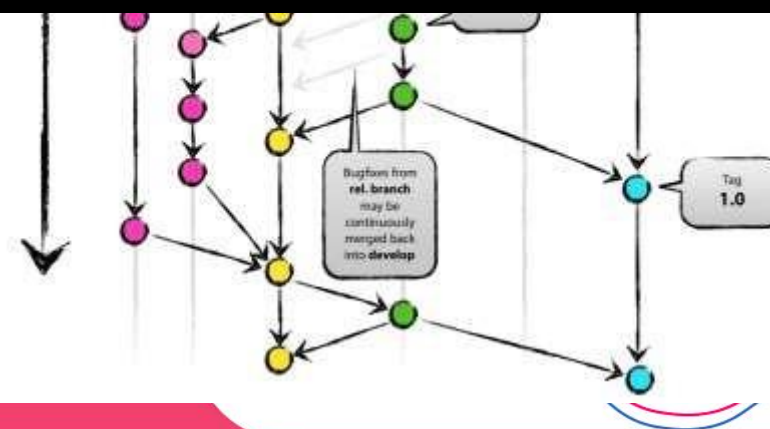 Bugfixes from
rel. branch
may be
continuously
merged back
into develop
Tag
1.0